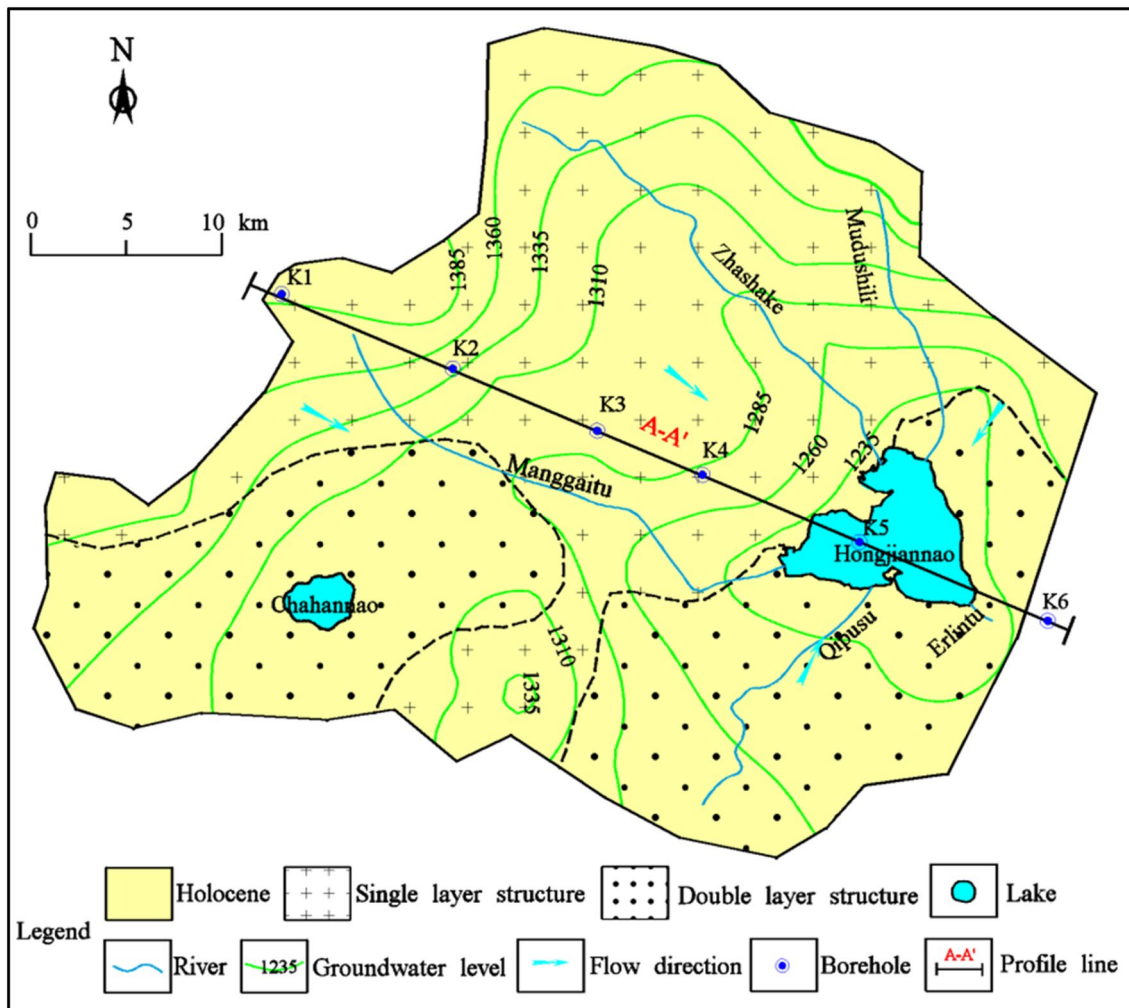 N
0 5 10 km
K1
1385
1360
1335
1310
Zhashake
Mudushili
K2
K3
A-A'
K4
1285
1260
1235
Manggaitu
K5
Hongjiannao
Chahannao
K6
Qipusu
Erlintu
1310
1335
Legend
Holocene
Single layer structure
Double layer structure
Lake
River
1235
Groundwater level
Flow direction
Borehole
A-A'
Profile line